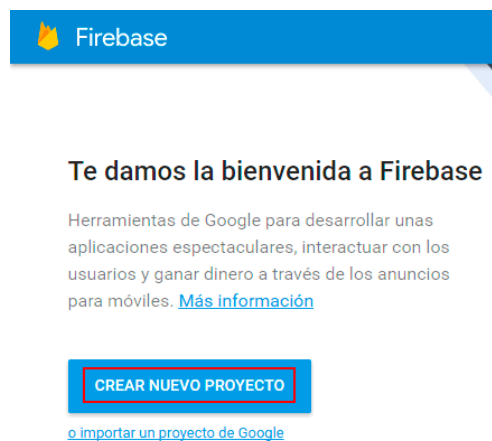 Firebase
Te damos la bienvenida a Firebase
Herramientas de Google para desarrollar unas
aplicaciones espectaculares, interactuar con los
usuarios y ganar dinero a través de los anuncios
para móviles. Más información
CREAR NUEVO PROYECTO
o importar un proyecto de Google